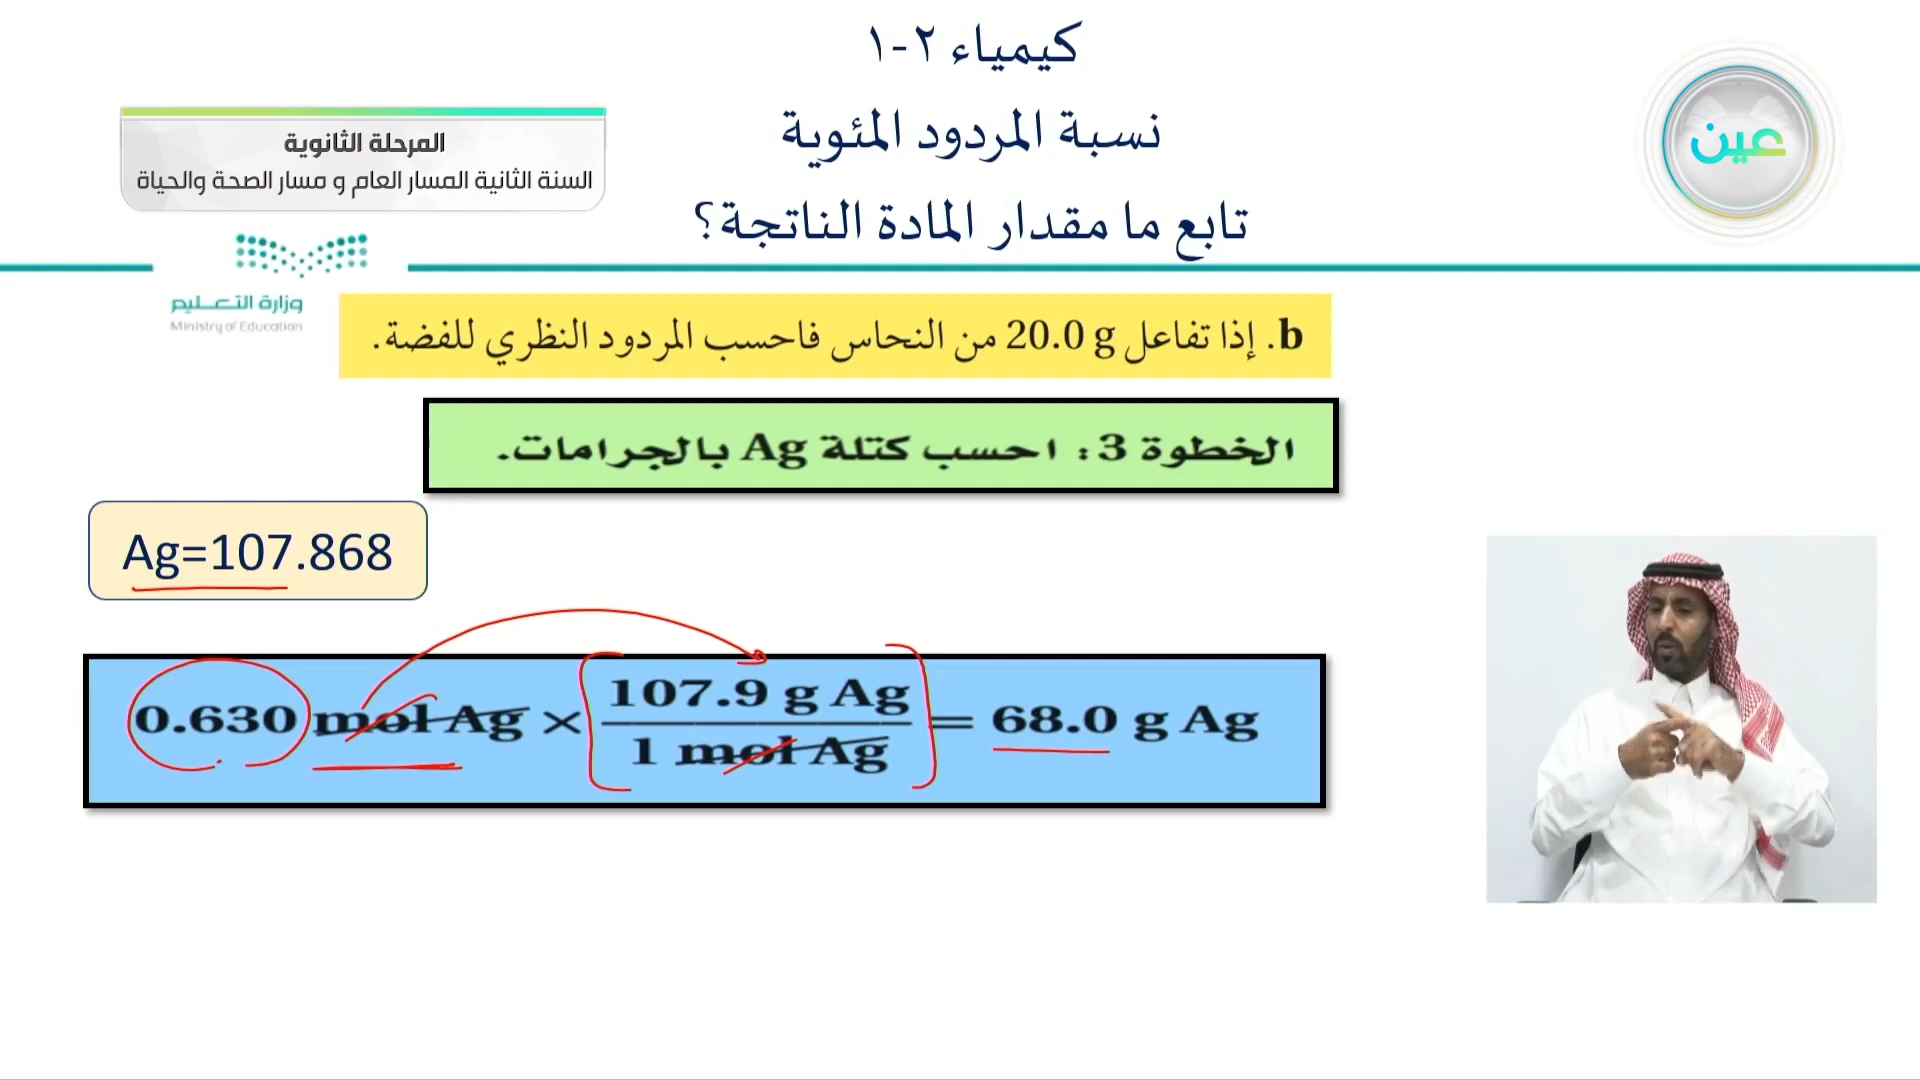 كيمياء ٢-١
نسبة المردود المئوية
تابع ما مقدار المادة الناتجة؟
عين
المرحلة الثانوية
السنة الثانية المسار العام و مسار الصحة والحياة
وزارة التعـــليم
Ministry of Education
b. إذا تفاعل 20.0 g من النحاس فاحسب المردود النظري للفضة.
الخطوة 3: احسب كتلة Ag بالجرامات.
Ag=107.868
0.630 mol Ag × 107.9 g Ag / 1 mol Ag = 68.0 g Ag